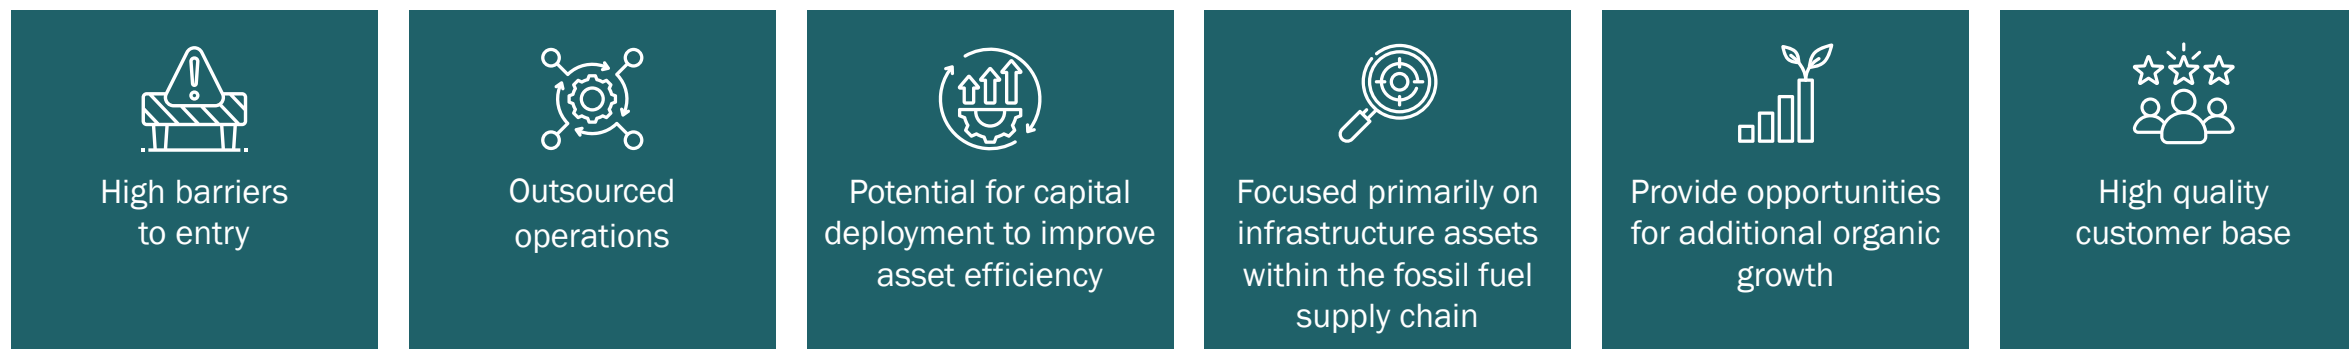 High barriers
to entry
Outsourced
operations
Potential for capital
deployment to improve
asset efficiency
Focused primarily on
infrastructure assets
within the fossil fuel
supply chain
Provide opportunities
for additional organic
growth
High quality
customer base